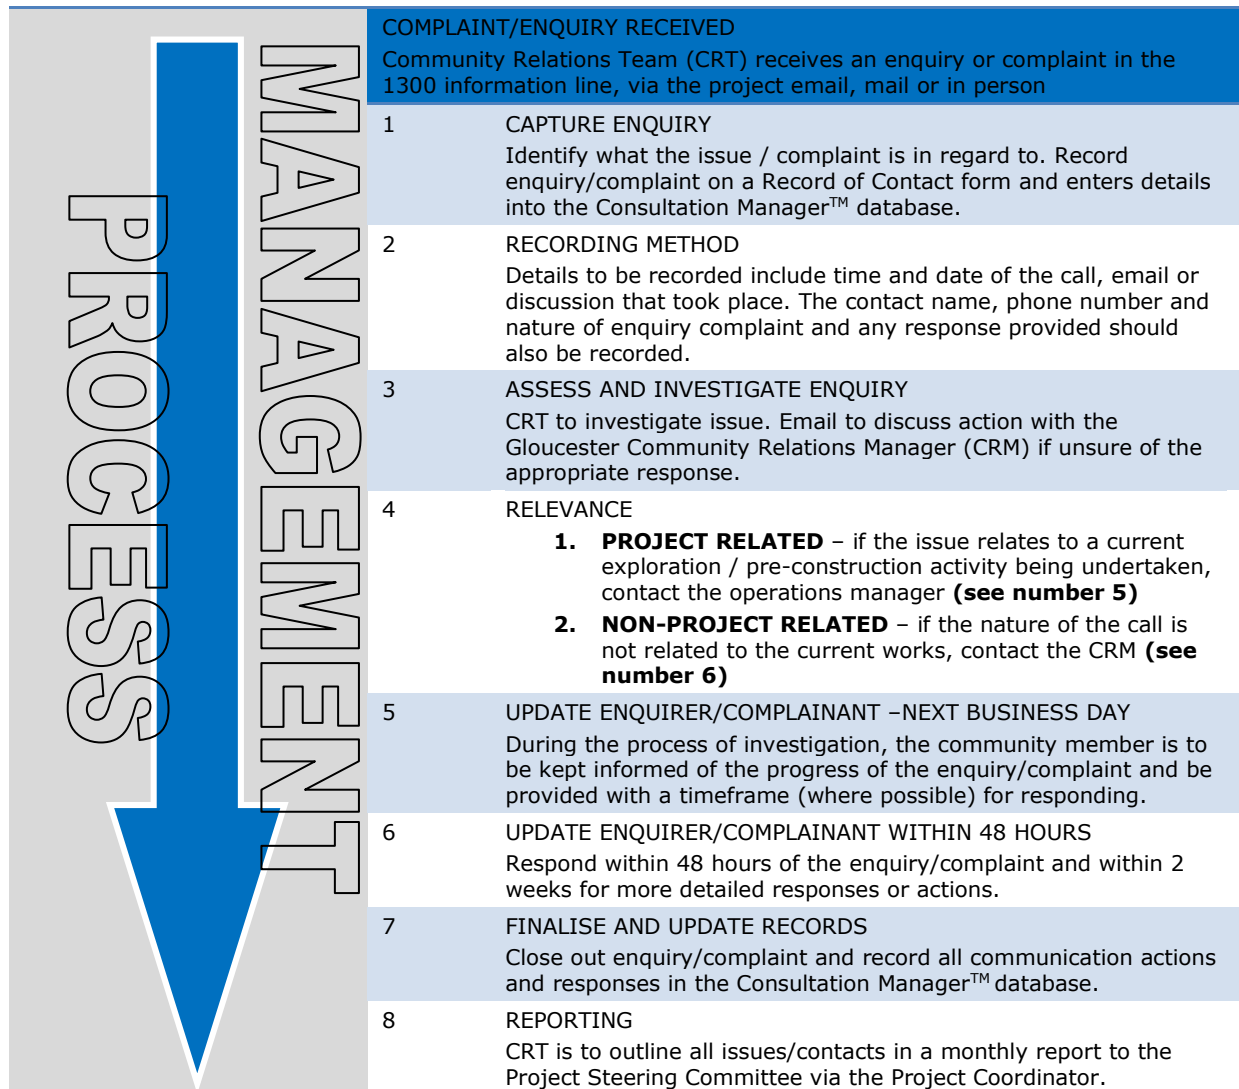 MANAGEMENT
PROCESS
COMPLAINT/ENQUIRY RECEIVED
Community Relations Team (CRT) receives an enquiry or complaint in the
1300 information line, via the project email, mail or in person
1 CAPTURE ENQUIRY
Identify what the issue / complaint is in regard to. Record
enquiry/complaint on a Record of Contact form and enters details
into the Consultation Manager™ database.
2 RECORDING METHOD
Details to be recorded include time and date of the call, email or
discussion that took place. The contact name, phone number and
nature of enquiry complaint and any response provided should
also be recorded.
3 ASSESS AND INVESTIGATE ENQUIRY
CRT to investigate issue. Email to discuss action with the
Gloucester Community Relations Manager (CRM) if unsure of the
appropriate response.
4 RELEVANCE
1. PROJECT RELATED – if the issue relates to a current
exploration / pre-construction activity being undertaken,
contact the operations manager (see number 5)
2. NON-PROJECT RELATED – if the nature of the call is
not related to the current works, contact the CRM (see
number 6)
5 UPDATE ENQUIRER/COMPLAINANT –NEXT BUSINESS DAY
During the process of investigation, the community member is to
be kept informed of the progress of the enquiry/complaint and be
provided with a timeframe (where possible) for responding.
6 UPDATE ENQUIRER/COMPLAINANT WITHIN 48 HOURS
Respond within 48 hours of the enquiry/complaint and within 2
weeks for more detailed responses or actions.
7 FINALISE AND UPDATE RECORDS
Close out enquiry/complaint and record all communication actions
and responses in the Consultation Manager™ database.
8 REPORTING
CRT is to outline all issues/contacts in a monthly report to the
Project Steering Committee via the Project Coordinator.